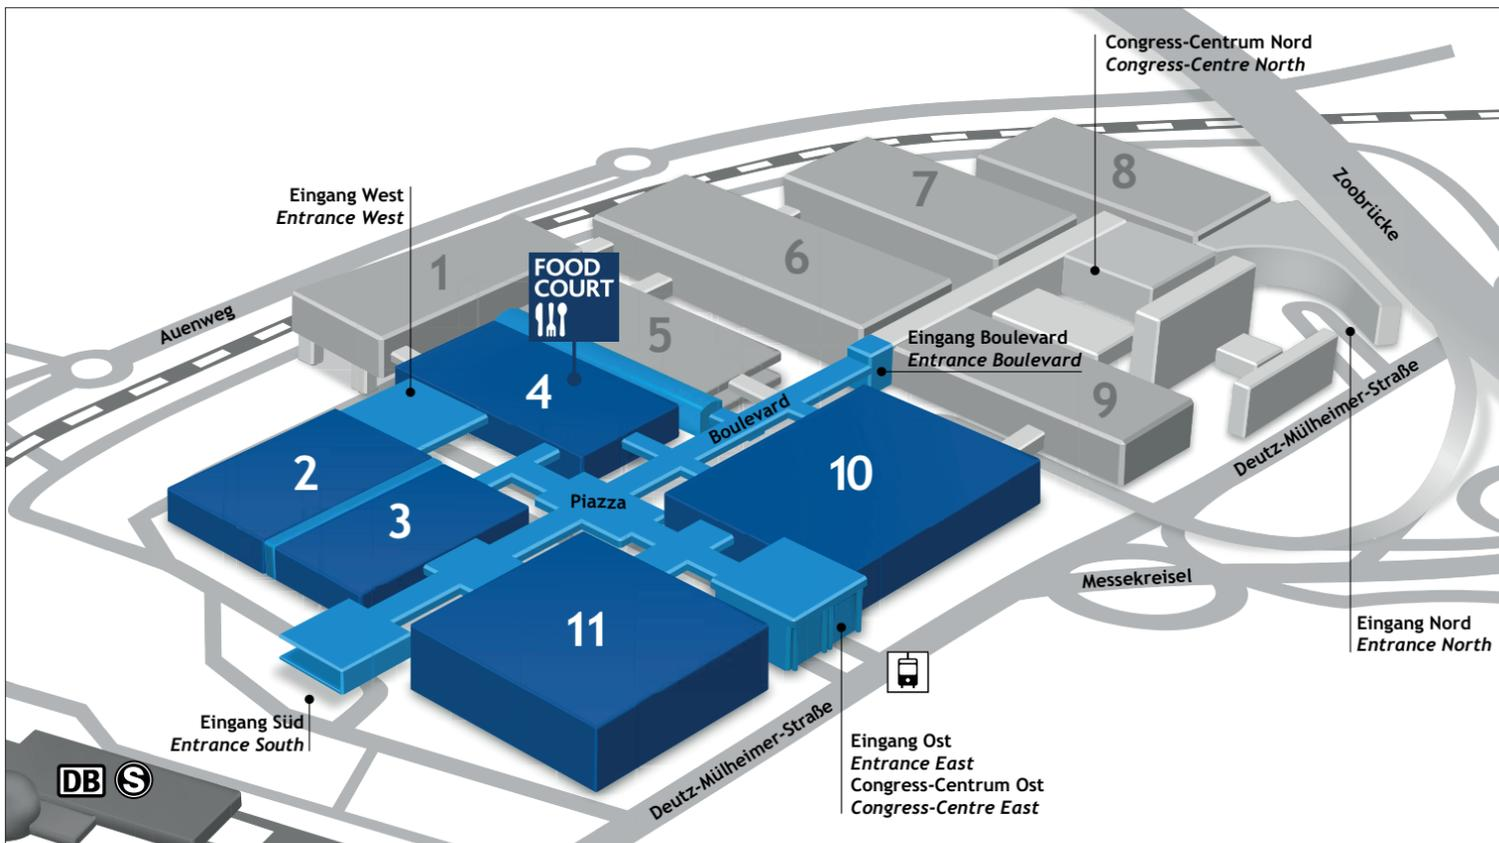 Congress-Centrum Nord
Congress-Centre North
Zoobrücke
8
7
Eingang West
Entrance West
6
1
FOOD
COURT
Auenweg
5
Eingang Boulevard
Entrance Boulevard
4
9
Boulevard
Deutz-Mülheimer-Straße
2
10
Piazza
3
Messekreisel
11
Eingang Nord
Entrance North
Eingang Süd
Entrance South
Deutz-Mülheimer-Straße
Eingang Ost
Entrance East
Congress-Centrum Ost
Congress-Centre East
DB S